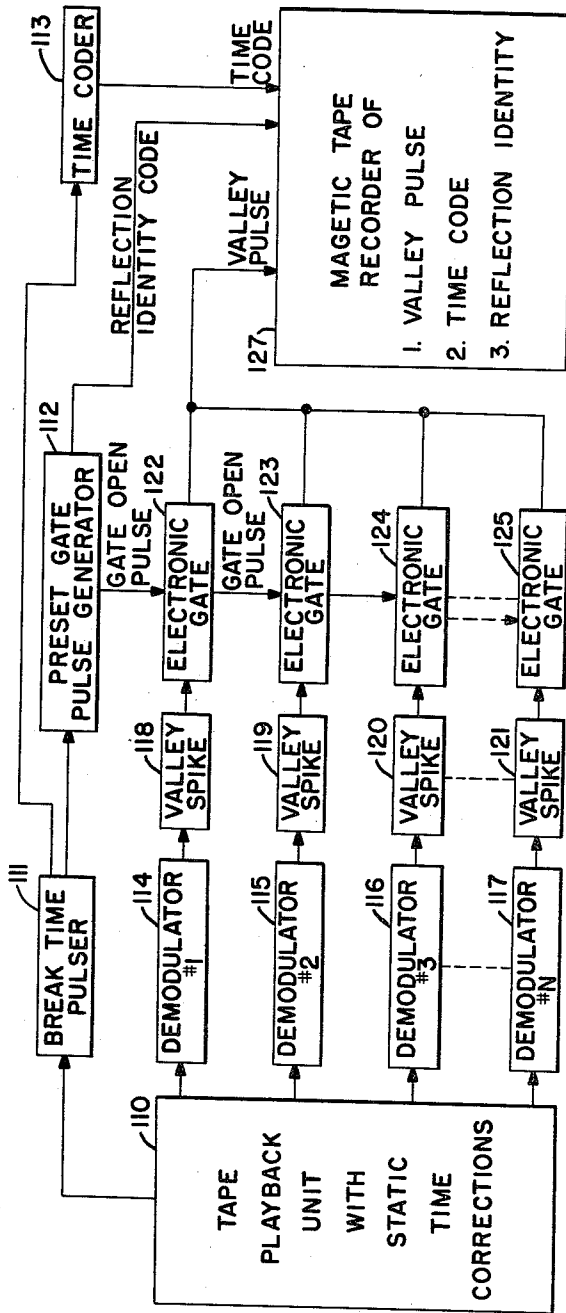 110
TAPE
PLAYBACK
UNIT
WITH
STATIC
TIME
CORRECTIONS
111
BREAK TIME
PULSER
112
PRESET GATE
PULSE GENERATOR
113
TIME CODER
114
DEMODULATOR
#1
115
DEMODULATOR
#2
116
DEMODULATOR
#3
117
DEMODULATOR
#N
118
VALLEY
SPIKE
119
VALLEY
SPIKE
120
VALLEY
SPIKE
121
VALLEY
SPIKE
GATE OPEN
PULSE
122
ELECTRONIC
GATE
GATE OPEN
PULSE
123
ELECTRONIC
GATE
124
ELECTRONIC
GATE
125
ELECTRONIC
GATE
REFLECTION
IDENTITY CODE
VALLEY
PULSE
TIME
CODE
127
MAGETIC TAPE
RECORDER OF
1. VALLEY PULSE
2. TIME CODE
3. REFLECTION IDENTITY